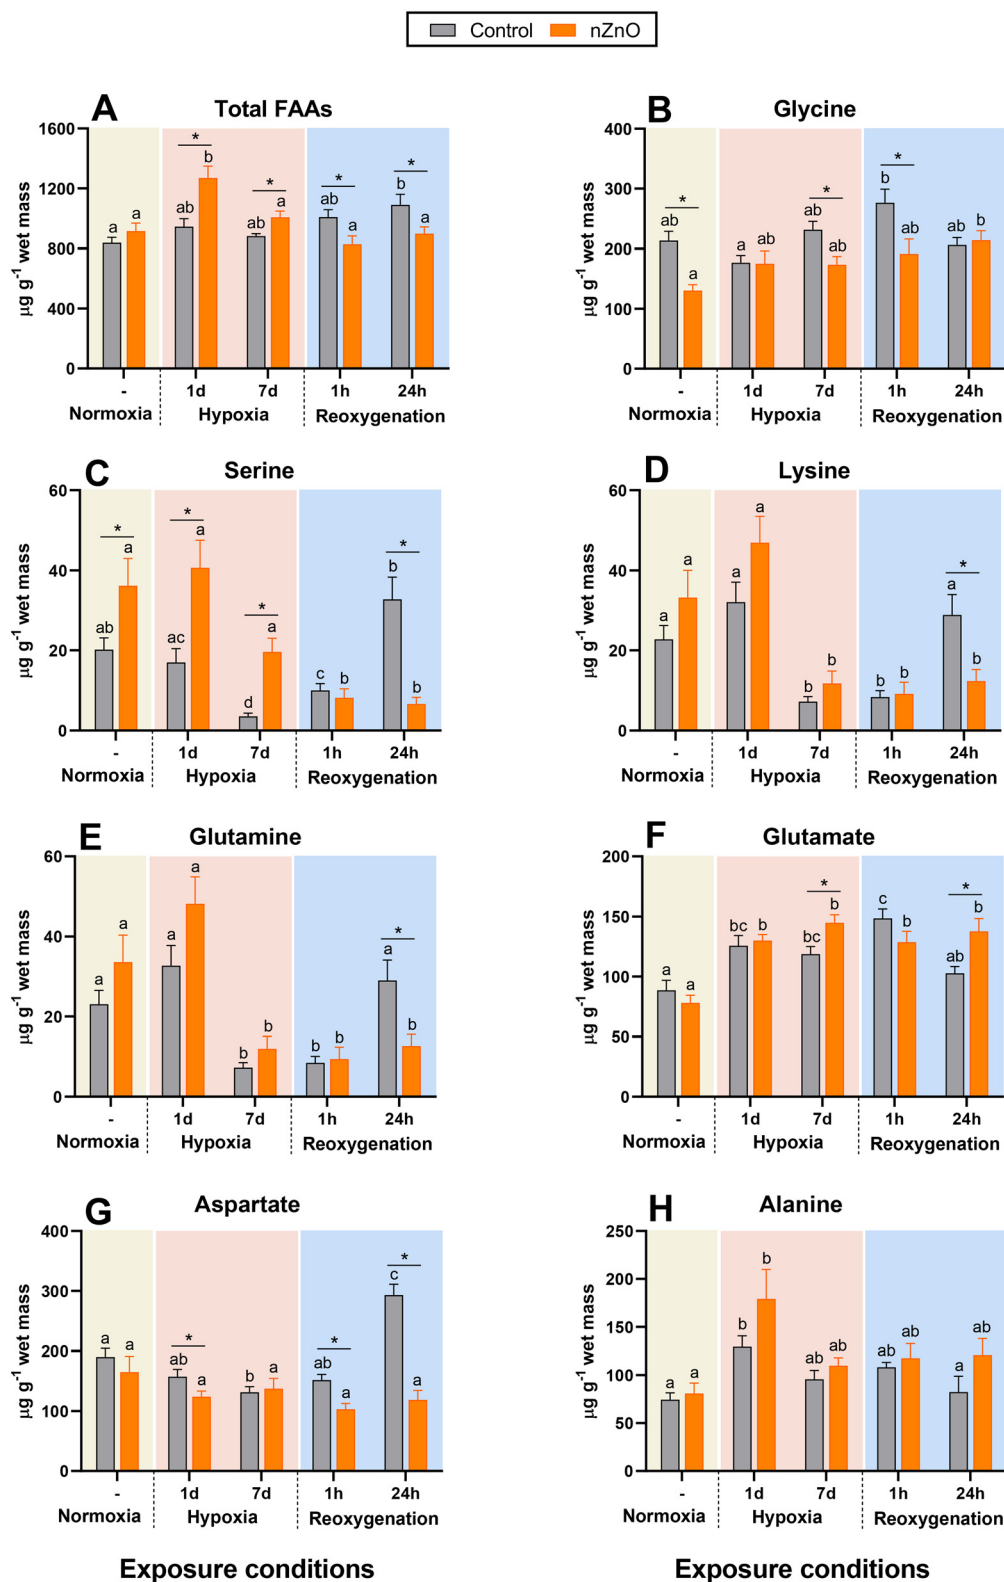 Control nZnO
A Total FAAs
µg g-1 wet mass
1600
1200
800
400
0
a a ab b * ab a * ab a * b a *
- 1d 7d 1h 24h
Normoxia Hypoxia Reoxygenation
B Glycine
µg g-1 wet mass
400
300
200
100
0
ab a * a ab ab ab * b ab * ab b
- 1d 7d 1h 24h
Normoxia Hypoxia Reoxygenation
C Serine
µg g-1 wet mass
60
40
20
0
ab a * ac a * d a * c b b b *
- 1d 7d 1h 24h
Normoxia Hypoxia Reoxygenation
D Lysine
µg g-1 wet mass
60
40
20
0
a a a a b b b b a b *
- 1d 7d 1h 24h
Normoxia Hypoxia Reoxygenation
E Glutamine
µg g-1 wet mass
60
40
20
0
a a a a b b b b a b *
- 1d 7d 1h 24h
Normoxia Hypoxia Reoxygenation
F Glutamate
µg g-1 wet mass
200
150
100
50
0
a a bc b bc b * c b ab b *
- 1d 7d 1h 24h
Normoxia Hypoxia Reoxygenation
G Aspartate
µg g-1 wet mass
400
300
200
100
0
a a ab a * b a ab a * c a *
- 1d 7d 1h 24h
Normoxia Hypoxia Reoxygenation
H Alanine
µg g-1 wet mass
250
200
150
100
50
0
a a b b ab ab ab ab a ab
- 1d 7d 1h 24h
Normoxia Hypoxia Reoxygenation
Exposure conditions
Exposure conditions